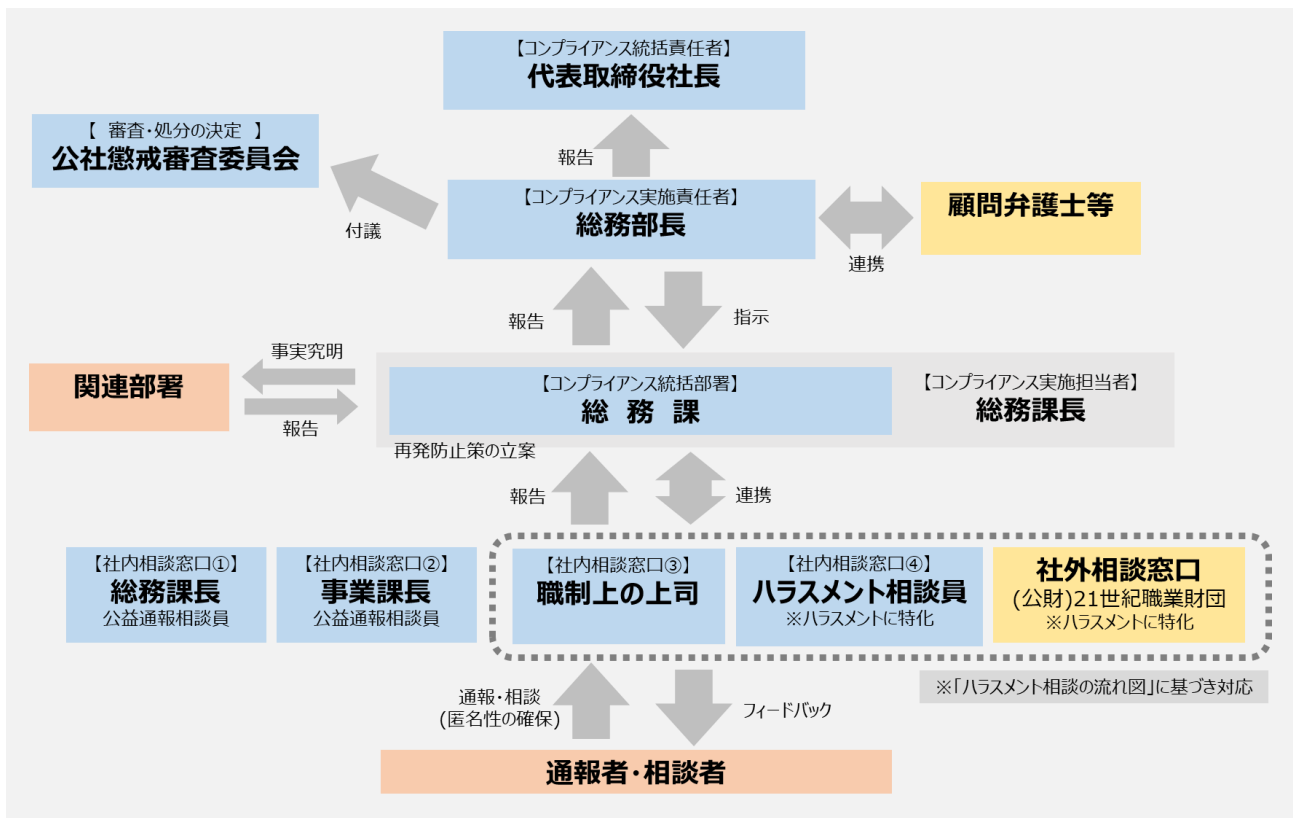 【コンプライアンス統括責任者】
代表取締役社長
【 審査・処分の決定 】
公社懲戒審査委員会
報告
付議
【コンプライアンス実施責任者】
総務部長
顧問弁護士等
連携
報告
指示
事実究明
関連部署
報告
【コンプライアンス統括部署】
総 務 課
【コンプライアンス実施担当者】
総務課長
再発防止策の立案
報告
連携
【社内相談窓口①】
総務課長
公益通報相談員
【社内相談窓口②】
事業課長
公益通報相談員
【社内相談窓口③】
職制上の上司
【社内相談窓口④】
ハラスメント相談員
※ハラスメントに特化
社外相談窓口
(公財)21世紀職業財団
※ハラスメントに特化
※「ハラスメント相談の流れ図」に基づき対応
通報・相談
(匿名性の確保)
フィードバック
通報者・相談者